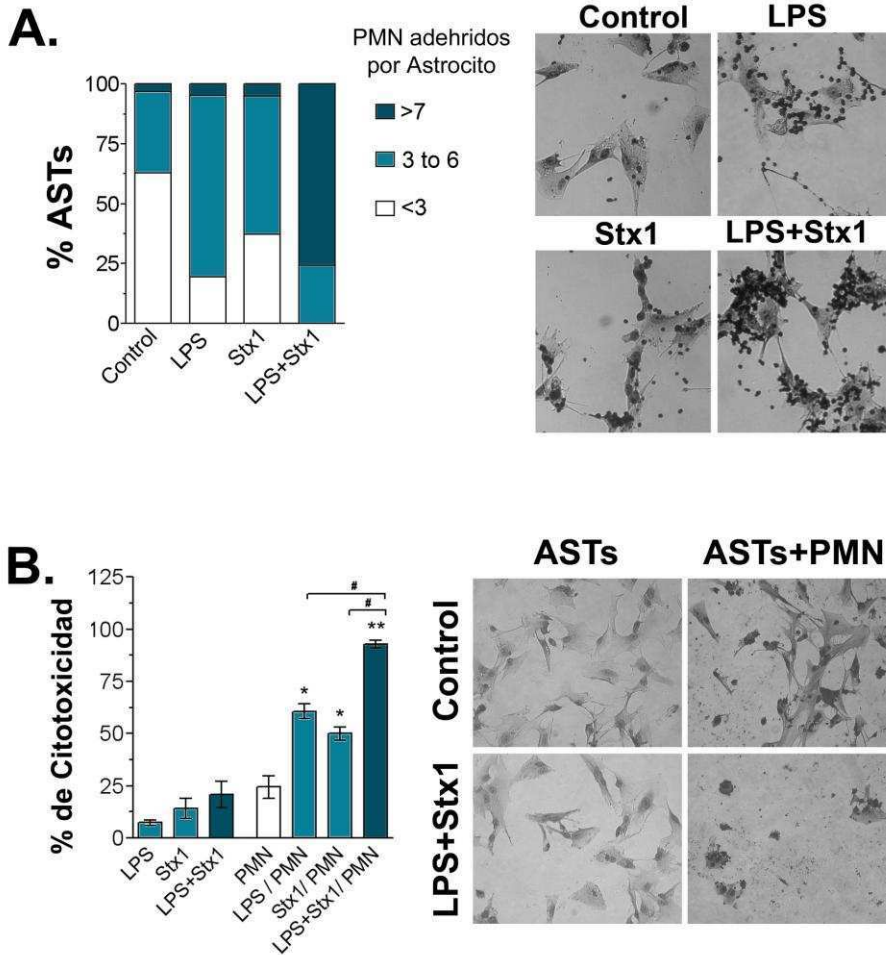 A.
PMN adehridos
por Astrocito
>7
3 to 6
<3
% ASTs
100
75
50
25
0
Control
LPS
Stx1
LPS+Stx1
Control
LPS
Stx1
LPS+Stx1
B.
% de Citotoxicidad
125
100
75
50
25
0
#
#
**
*
*
LPS
Stx1
LPS+Stx1
PMN
LPS / PMN
Stx1/ PMN
LPS+Stx1/ PMN
ASTs
ASTs+PMN
Control
LPS+Stx1